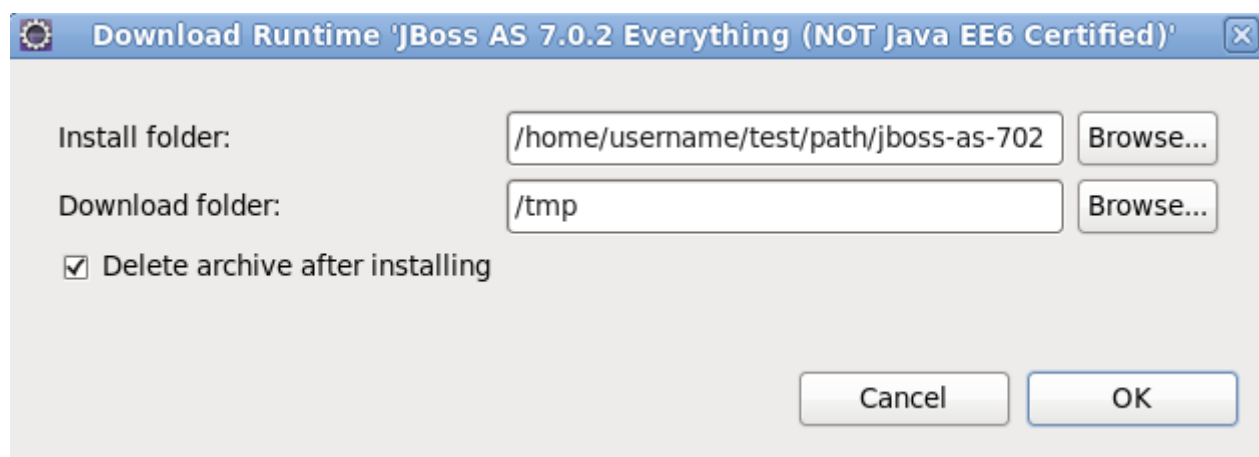 Download Runtime 'JBoss AS 7.0.2 Everything (NOT Java EE6 Certified)'
Install folder: /home/username/test/path/jboss-as-702 Browse...
Download folder: /tmp Browse...
Delete archive after installing
Cancel OK